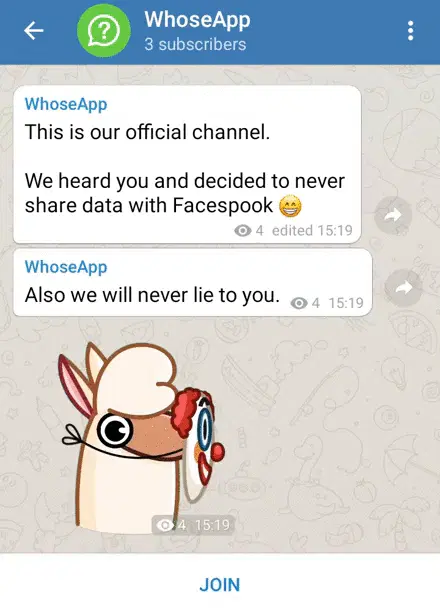 WhoseApp
3 subscribers
WhoseApp
This is our official channel.
We heard you and decided to never
share data with Facespook 😁
4 edited 15:19
WhoseApp
Also we will never lie to you.
4 15:19
4 15:19
JOIN